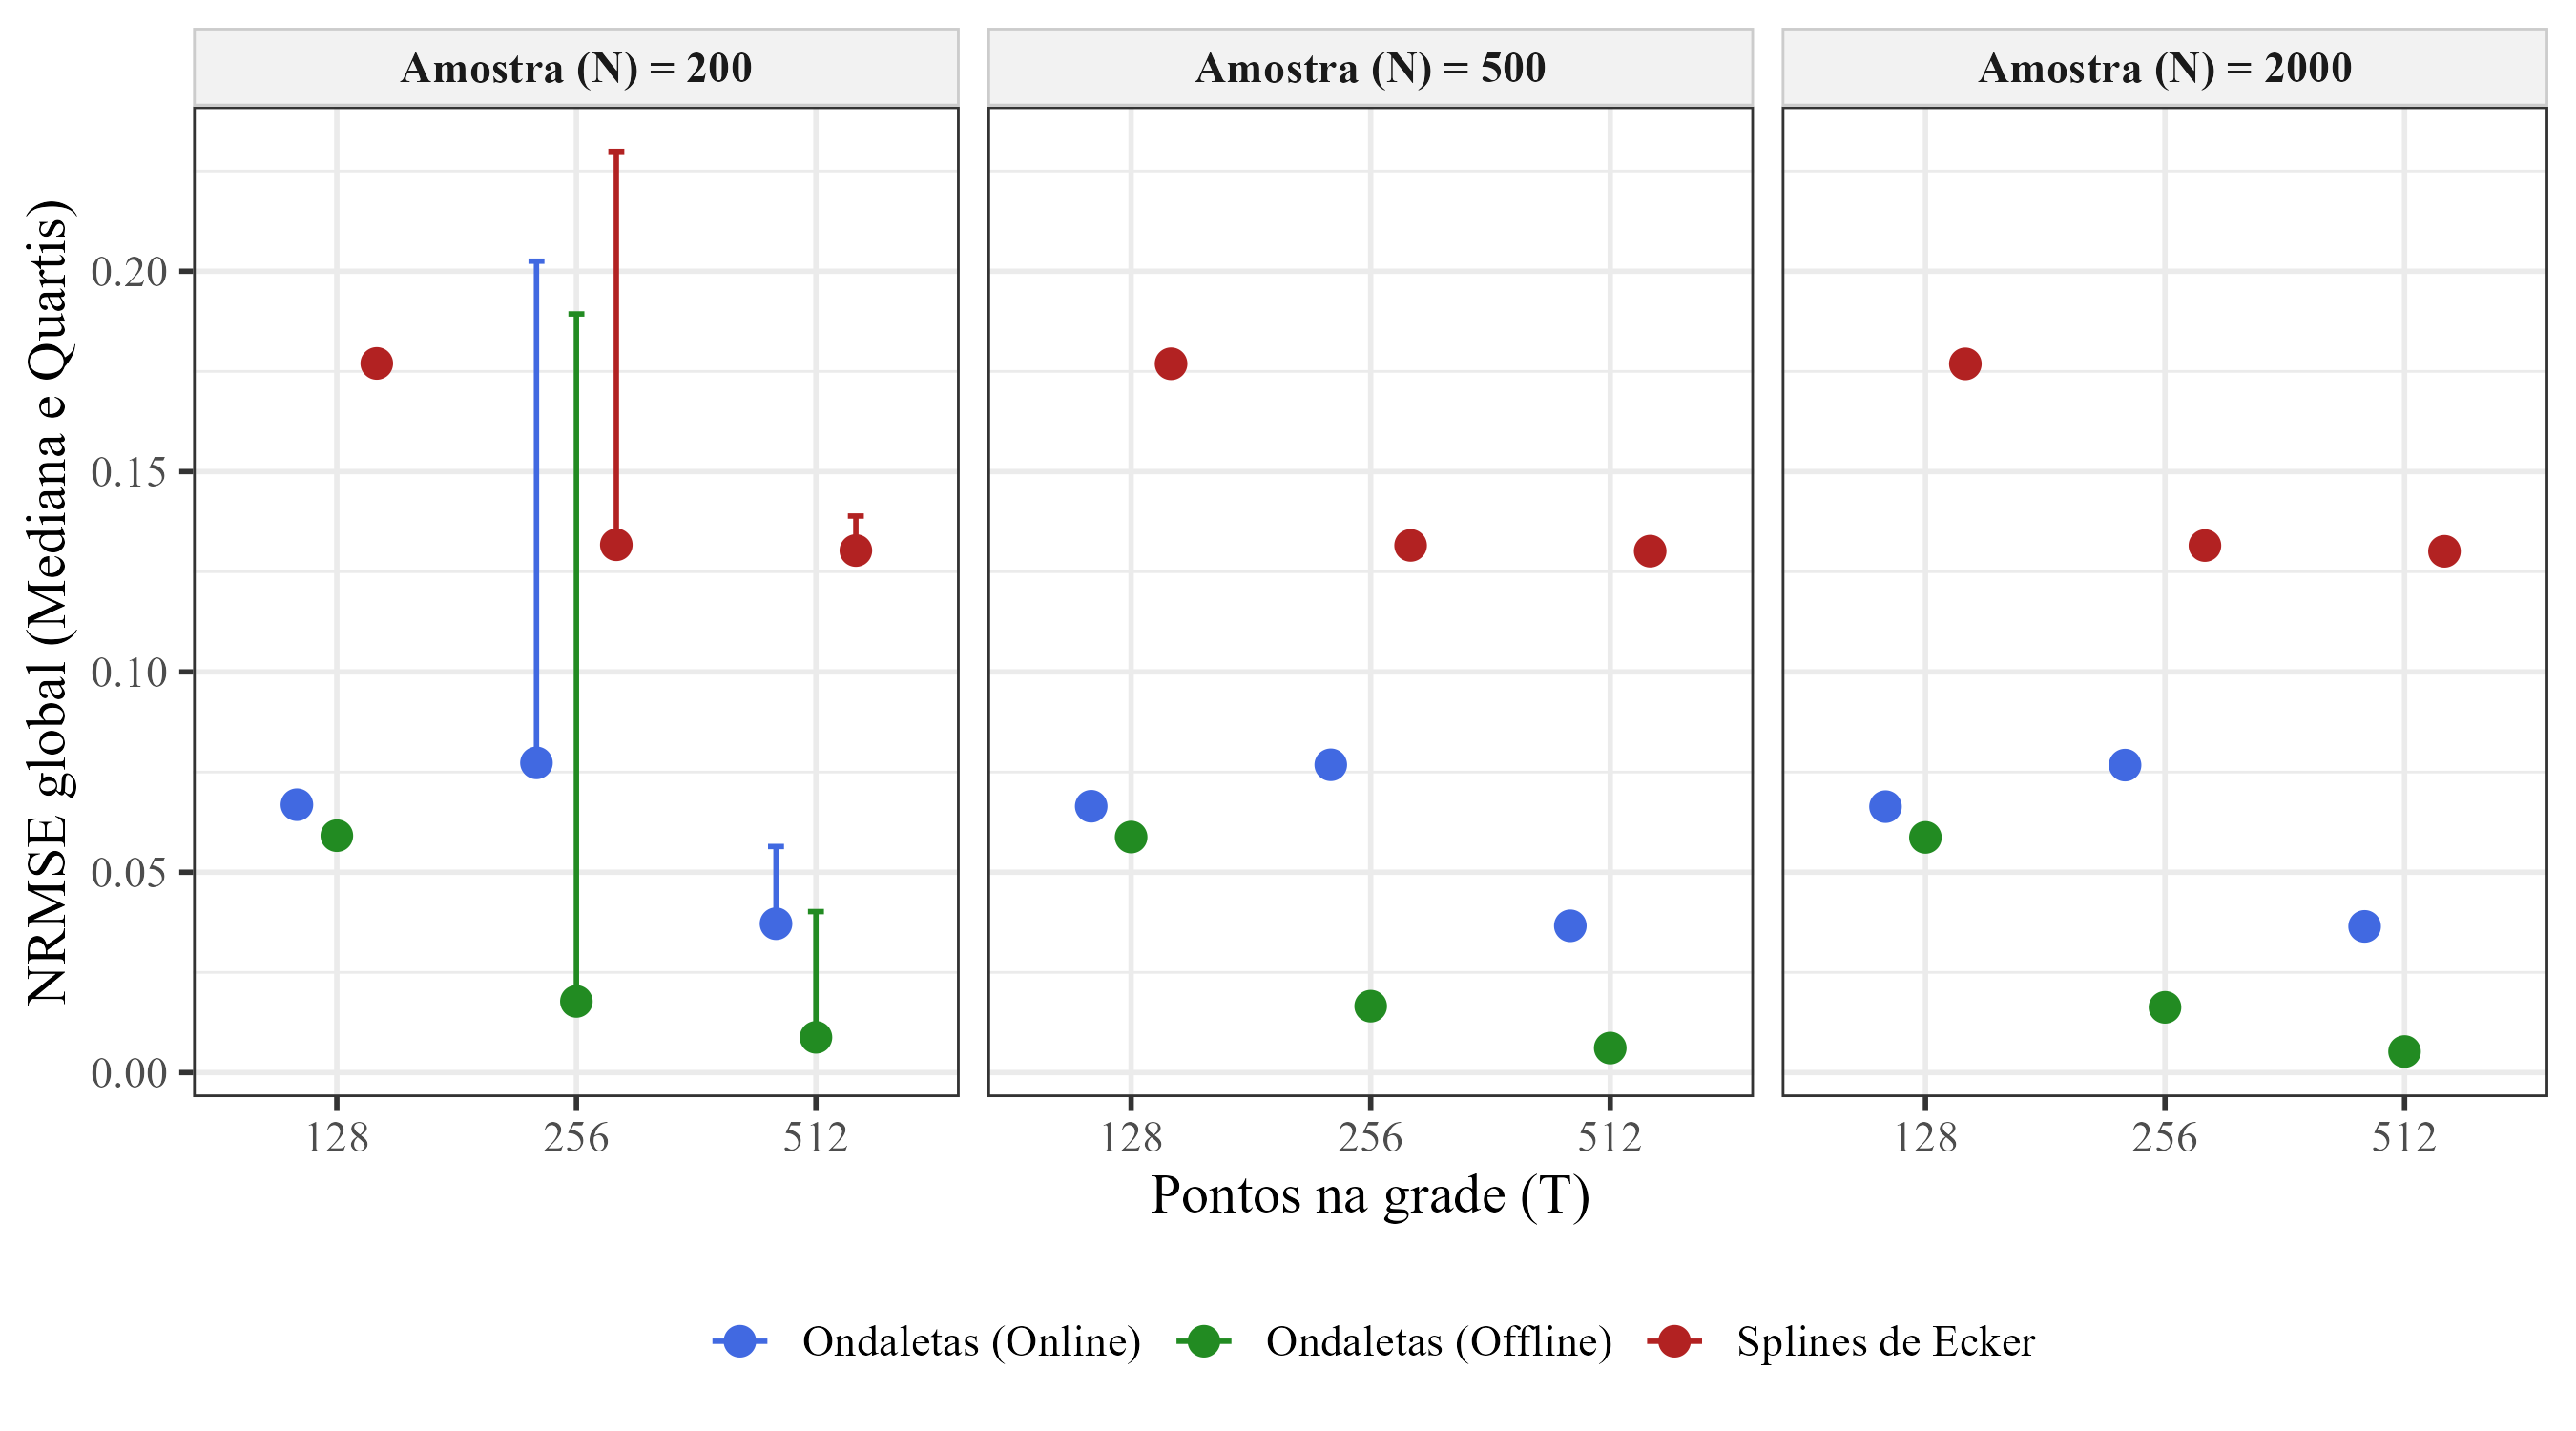 Amostra (N) = 200
Amostra (N) = 500
Amostra (N) = 2000
NRMSE global (Mediana e Quartis)
0.20
0.15
0.10
0.05
0.00
128 256 512
128 256 512
128 256 512
Pontos na grade (T)
Ondaletas (Online) Ondaletas (Offline) Splines de Ecker